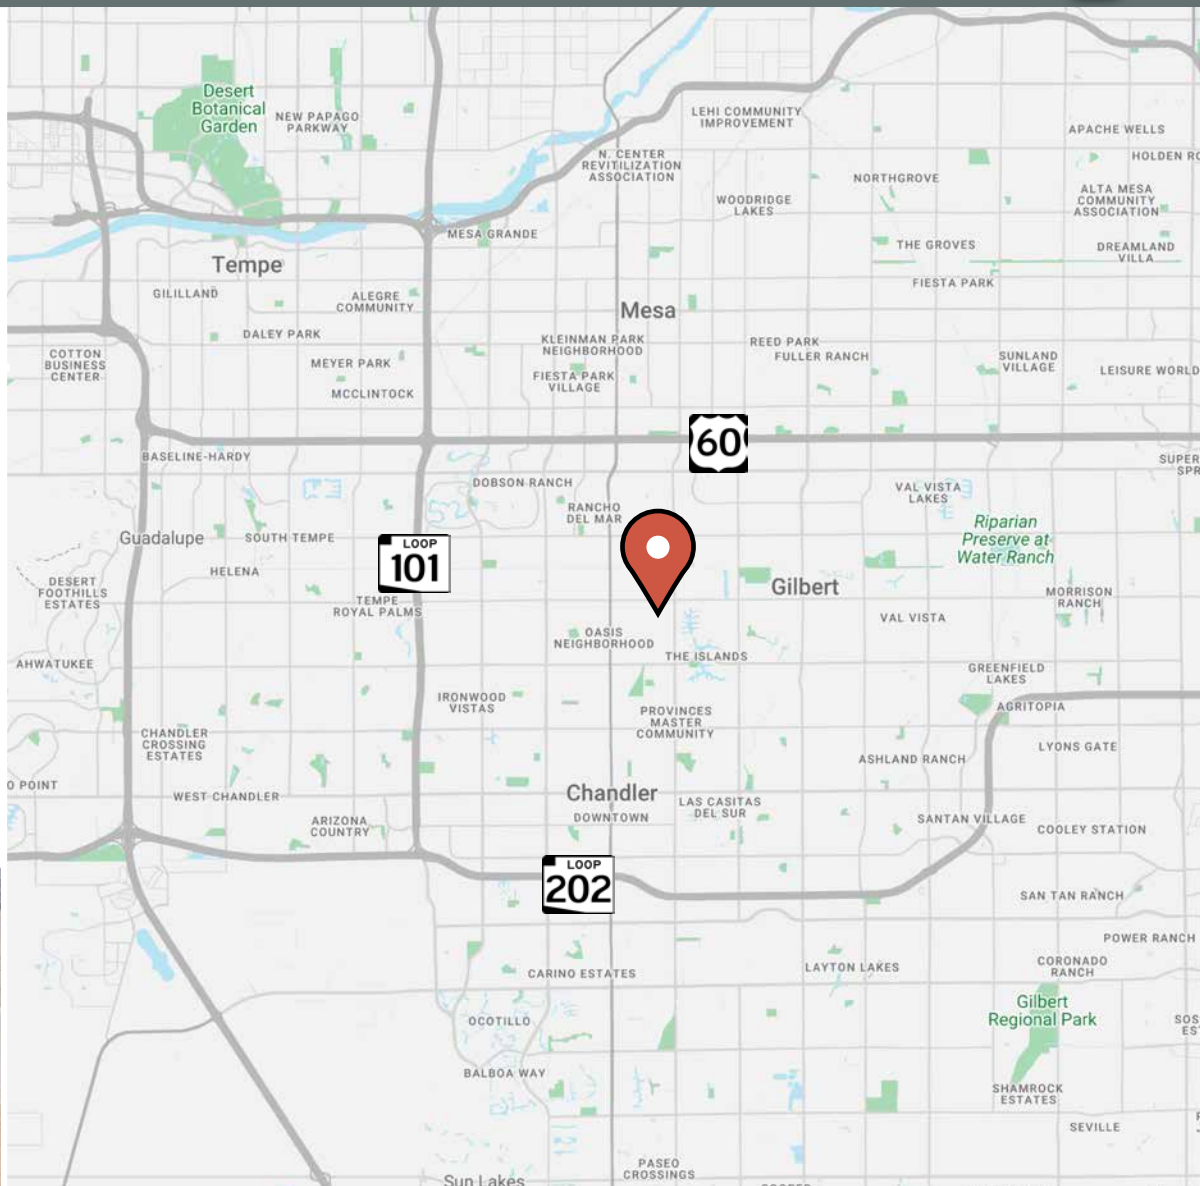 Desert
Botanical
Garden
NEW PAPAGO
PARKWAY
LEHI COMMUNITY
IMPROVEMENT
APACHE WELLS
HOLDEN RO
N. CENTER
REVITILIZATION
ASSOCIATION
NORTHGROVE
ALTA MESA
COMMUNITY
ASSOCIATION
WOODRIDGE
LAKES
MESA GRANDE
THE GROVES
DREAMLAND
VILLA
Tempe
GILILLAND
ALEGRE
COMMUNITY
FIESTA PARK
Mesa
DALEY PARK
KLEINMAN PARK
NEIGHBORHOOD
REED PARK
FULLER RANCH
COTTON
BUSINESS
CENTER
MEYER PARK
SUNLAND
VILLAGE
LEISURE WORLD
FIESTA PARK
VILLAGE
MCCLINTOCK
60
BASELINE-HARDY
SUPER
SPR
DOBSON RANCH
VAL VISTA
LAKES
RANCHO
DEL MAR
Riparian
Preserve at
Water Ranch
Guadalupe
SOUTH TEMPE
LOOP
101
HELENA
DESERT
FOOTHILLS
ESTATES
Gilbert
MORRISON
RANCH
TEMPE
ROYAL PALMS
VAL VISTA
OASIS
NEIGHBORHOOD
THE ISLANDS
AHWATUKEE
GREENFIELD
LAKES
IRONWOOD
VISTAS
AGRITOPIA
PROVINCES
MASTER
COMMUNITY
CHANDLER
CROSSING
ESTATES
LYONS GATE
ASHLAND RANCH
O POINT
WEST CHANDLER
Chandler
DOWNTOWN
LAS CASITAS
DEL SUR
ARIZONA
COUNTRY
SANTAN VILLAGE
COOLEY STATION
LOOP
202
SAN TAN RANCH
POWER RANCH
CARINO ESTATES
LAYTON LAKES
CORONADO
RANCH
Gilbert
Regional Park
OCOTILLO
SOS
EST
BALBOA WAY
SHAMROCK
ESTATES
SEVILLE
PASEO
CROSSINGS
Sun Lakes